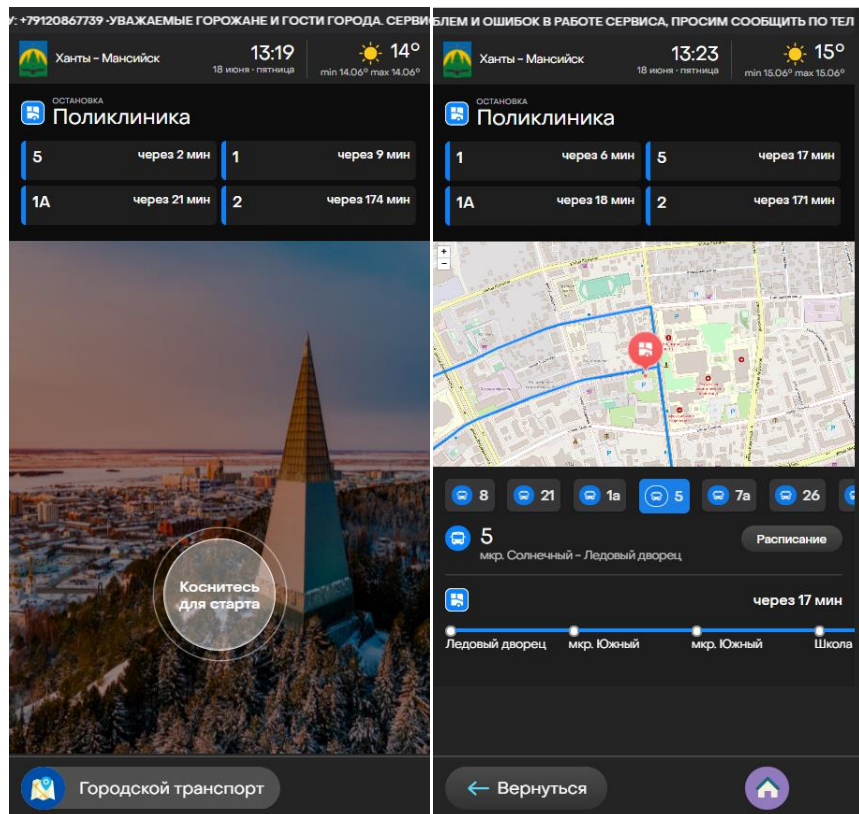 У: +79120867739 -УВАЖАЕМЫЕ ГОРОЖАНЕ И ГОСТИ ГОРОДА. СЕРВИ
Ханты – Мансийск
13:19
18 июня · пятница
14°
min 14.06° max 14.06°
ОСТАНОВКА
Поликлиника
5 через 2 мин
1 через 9 мин
1А через 21 мин
2 через 174 мин
Коснитесь
для старта
Городской транспорт
БЛЕМ И ОШИБОК В РАБОТЕ СЕРВИСА, ПРОСИМ СООБЩИТЬ ПО ТЕЛ
Ханты – Мансийск
13:23
18 июня · пятница
15°
min 15.06° max 15.06°
ОСТАНОВКА
Поликлиника
1 через 6 мин
5 через 17 мин
1А через 18 мин
2 через 171 мин
+
−
P
P
P
P
8 21 1а 5 7а 26
5
мкр. Солнечный – Ледовый дворец
Расписание
через 17 мин
Ледовый дворец мкр. Южный мкр. Южный Школа
← Вернуться